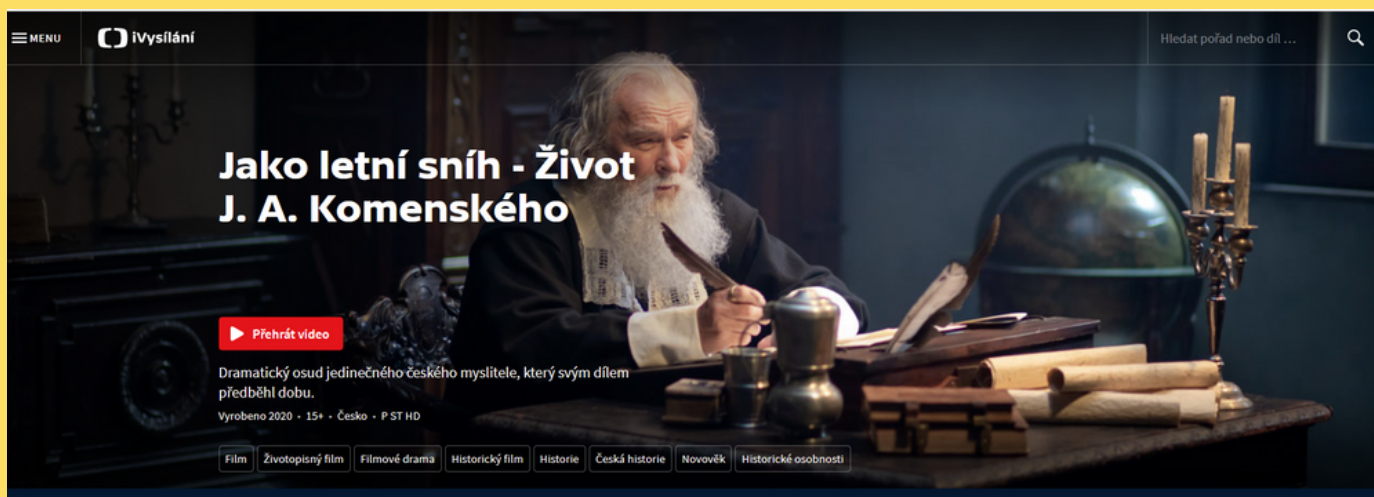 MENU
iVysílání
Hledat pořad nebo díl ...
Jako letní sníh - Život
J. A. Komenského
Přehrát video
Dramatický osud jedinečného českého myslitele, který svým dílem
předběhl dobu.
Vyrobeno 2020 • 15+ • Česko • P ST HD
Film Životopisný film Filmové drama Historický film Historie Česká historie Novověk Historické osobnosti